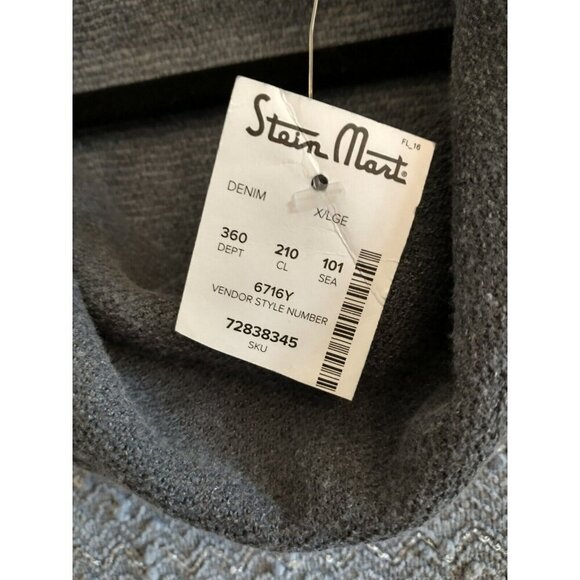 Stein Mart®
FL_16
DENIM X/LGE
360 210 101
DEPT CL SEA
6716Y
VENDOR STYLE NUMBER
72838345
SKU